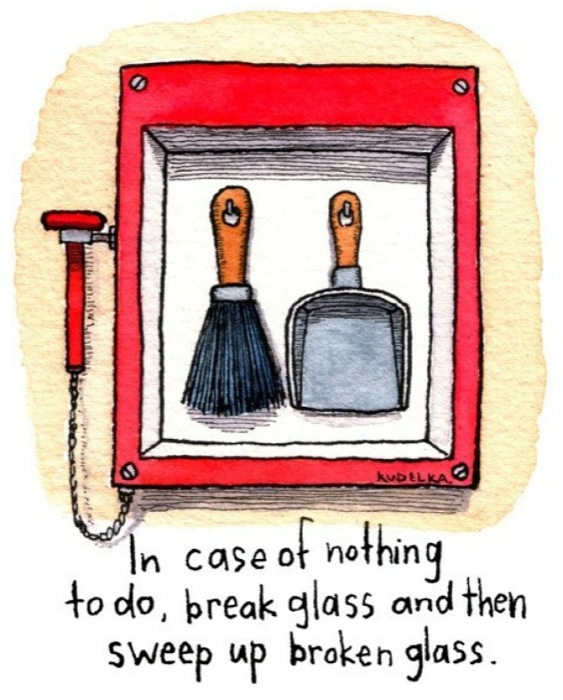 KUDELKA.
In case of nothing
to do, break glass and then
sweep up broken glass.